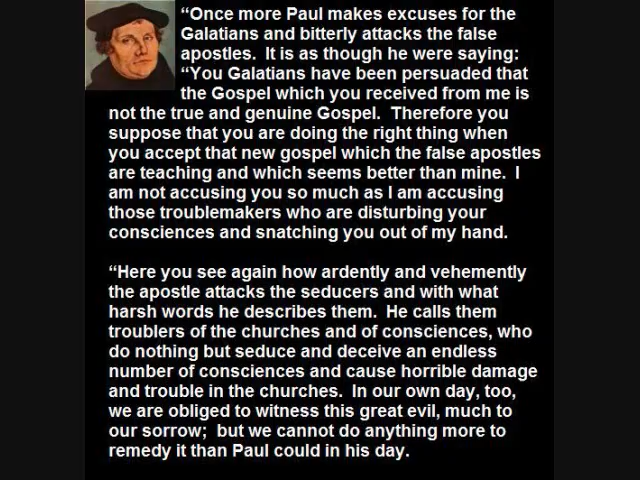 “Once more Paul makes excuses for the
Galatians and bitterly attacks the false
apostles.  It is as though he were saying:
“You Galatians have been persuaded that
the Gospel which you received from me is
not the true and genuine Gospel.  Therefore you
suppose that you are doing the right thing when
you accept that new gospel which the false apostles
are teaching and which seems better than mine.  I
am not accusing you so much as I am accusing
those troublemakers who are disturbing your
consciences and snatching you out of my hand.
“Here you see again how ardently and vehemently
the apostle attacks the seducers and with what
harsh words he describes them.  He calls them
troublers of the churches and of consciences, who
do nothing but seduce and deceive an endless
number of consciences and cause horrible damage
and trouble in the churches.  In our own day, too,
we are obliged to witness this great evil, much to
our sorrow;  but we cannot do anything more to
remedy it than Paul could in his day.